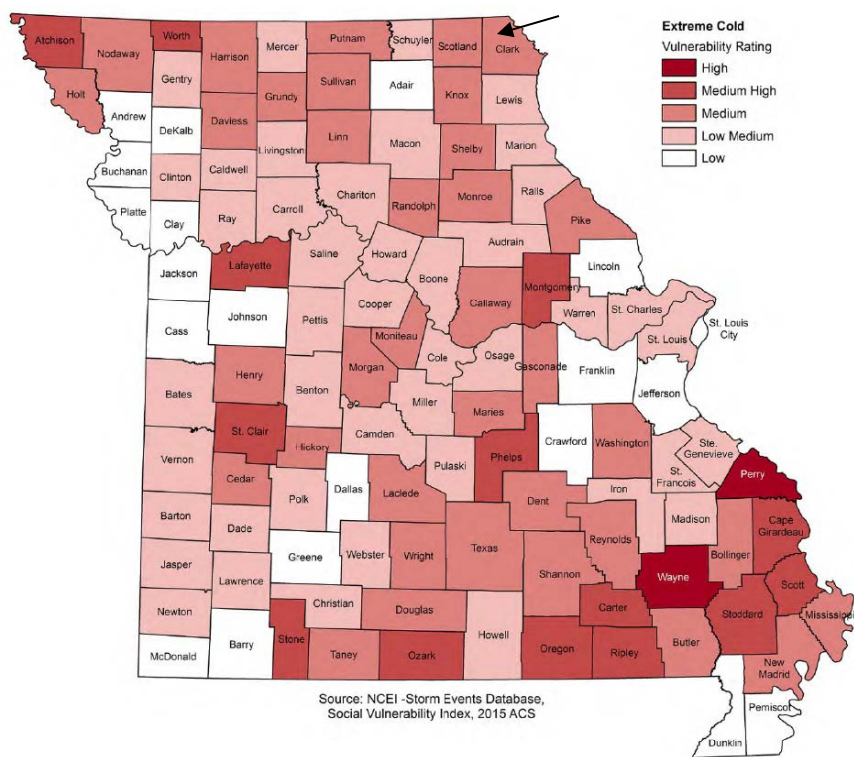 Extreme Cold
Vulnerability Rating
High
Medium High
Medium
Low Medium
Low
Atchison
Nodaway
Worth
Harrison
Mercer
Putnam
Schuyler
Scotland
Clark
Gentry
Sullivan
Adair
Holt
Grundy
Knox
Lewis
Andrew
DeKalb
Daviess
Linn
Macon
Shelby
Marion
Livingston
Buchanan
Clinton
Caldwell
Ralls
Platte
Clay
Ray
Carroll
Chariton
Randolph
Monroe
Pike
Audrain
Jackson
Lafayette
Saline
Howard
Boone
Lincoln
Callaway
Montgomery
Warren
St. Charles
St. Louis
St. Louis
City
Cass
Johnson
Pettis
Cooper
Moniteau
Cole
Osage
Gasconade
Franklin
Jefferson
Henry
Morgan
Bates
Benton
Miller
Maries
St. Clair
Camden
Phelps
Crawford
Washington
Ste.
Genevieve
St.
Francois
Perry
Hickory
Pulaski
Vernon
Cedar
Polk
Dallas
Laclede
Dent
Iron
Madison
Cape
Girardeau
Barton
Dade
Reynolds
Bollinger
Greene
Webster
Wright
Texas
Jasper
Shannon
Wayne
Scott
Lawrence
Stoddard
Mississippi
Newton
Christian
Douglas
Carter
Howell
Barry
Stone
Taney
Ozark
Oregon
Ripley
Butler
McDonald
New
Madrid
Pemiscot
Dunklin
Source: NCEI -Storm Events Database,
Social Vulnerability Index, 2015 ACS